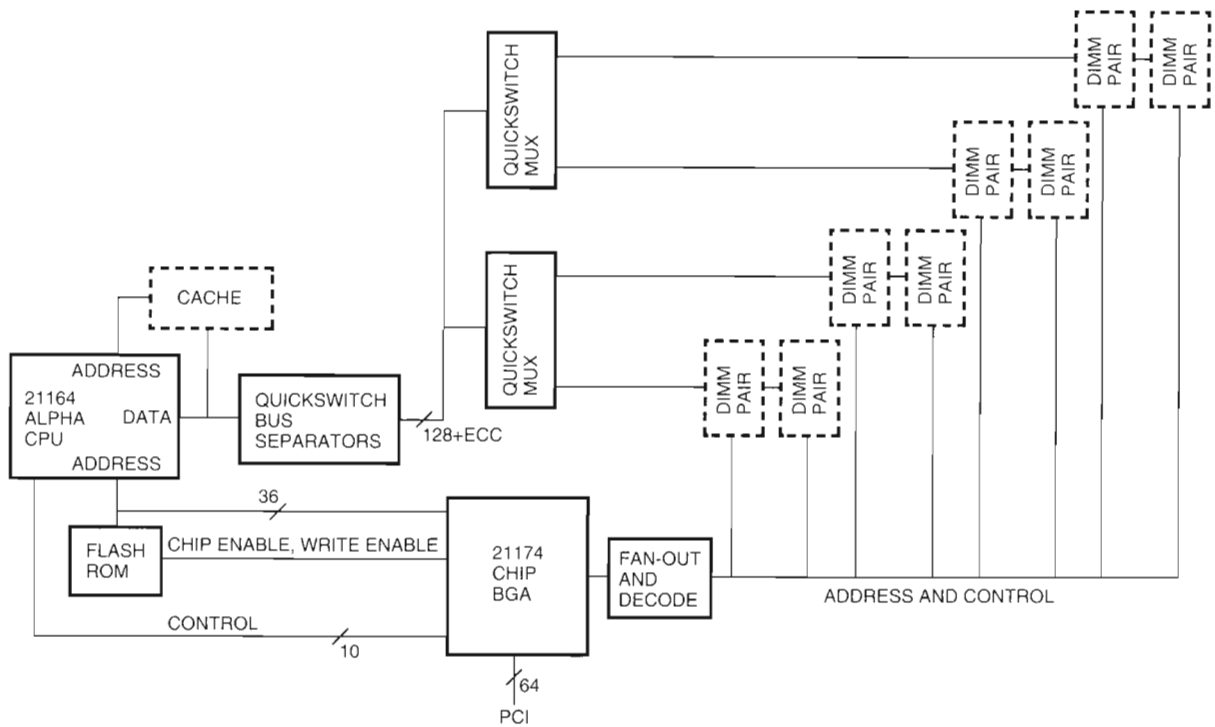 DIMM
PAIR
DIMM
PAIR
QUICKSWITCH
MUX
DIMM
PAIR
DIMM
PAIR
QUICKSWITCH
MUX
DIMM
PAIR
DIMM
PAIR
CACHE
DIMM
PAIR
DIMM
PAIR
ADDRESS
21164
ALPHA
CPU
DATA
ADDRESS
QUICKSWITCH
BUS
SEPARATORS
128+ECC
36
FLASH
ROM
CHIP ENABLE, WRITE ENABLE
21174
CHIP
BGA
FAN-OUT
AND
DECODE
ADDRESS AND CONTROL
CONTROL
10
64
PCI